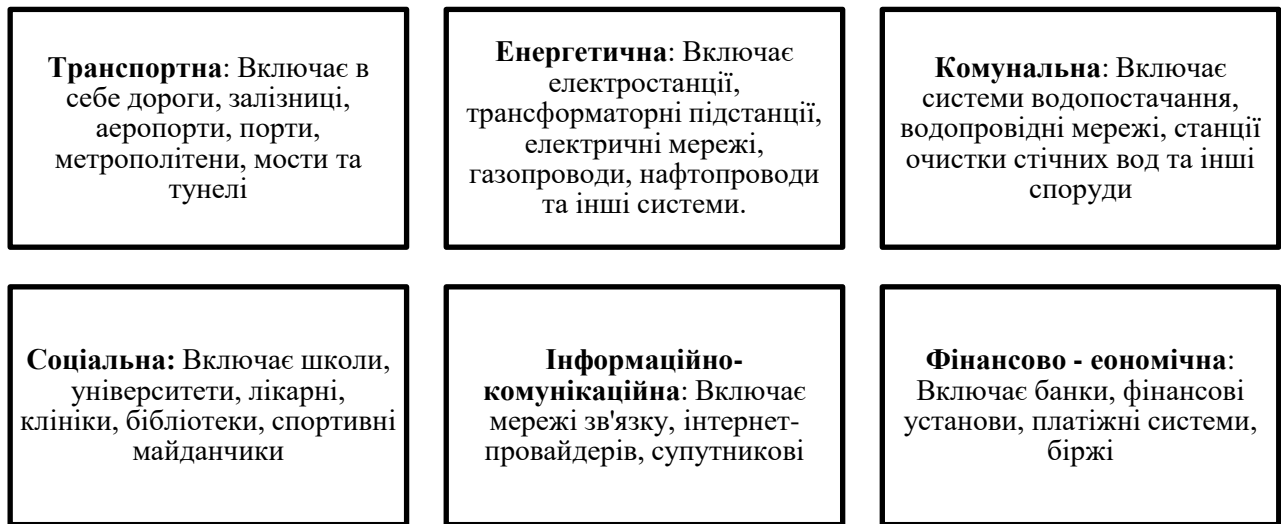 Транспортна: Включає в
себе дороги, залізниці,
аеропорти, порти,
метрополітени, мости та
тунелі
Енергетична: Включає
електростанції,
трансформаторні підстанції,
електричні мережі,
газопроводи, нафтопроводи
та інші системи.
Комунальна: Включає
системи водопостачання,
водопровідні мережі, станції
очистки стічних вод та інші
споруди
Соціальна: Включає школи,
університети, лікарні,
клініки, бібліотеки, спортивні
майданчики
Інформаційно-
комунікаційна: Включає
мережі зв'язку, інтернет-
провайдерів, супутникові
Фінансово - еономічна:
Включає банки, фінансові
установи, платіжні системи,
біржі